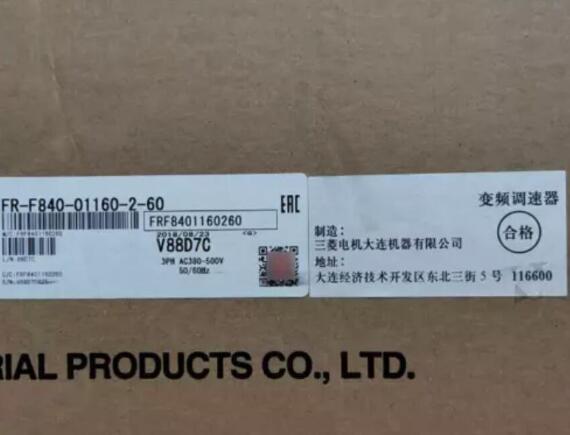 FR-F840-01160-2-60
FRF8401160260
2018/08/23
V88D7C
3PH AC380-500V
50/60Hz
EAC
变频调速器
合格
制造：
三菱电机大连机器有限公司
地址：
大连经济技术开发区东北三街5号 116600
RIAL PRODUCTS CO., LTD.